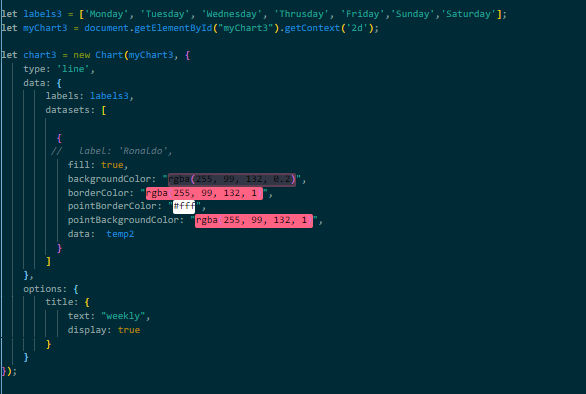 let labels3 = ['Monday', 'Tuesday', 'Wednesday', 'Thrusday', 'Friday','Sunday','Saturday'];
let myChart3 = document.getElementById("myChart3").getContext('2d');
let chart3 = new Chart(myChart3, {
type: 'line',
data: {
labels: labels3,
datasets: [
{
// label: 'Ronaldo',
fill: true,
backgroundColor: "rgba(255, 99, 132, 0.2)",
borderColor: "rgba 255, 99, 132, 1 ",
pointBorderColor: "#fff",
pointBackgroundColor: "rgba 255, 99, 132, 1 ",
data: temp2
}
]
},
options: {
title: {
text: "weekly",
display: true
}
}
});